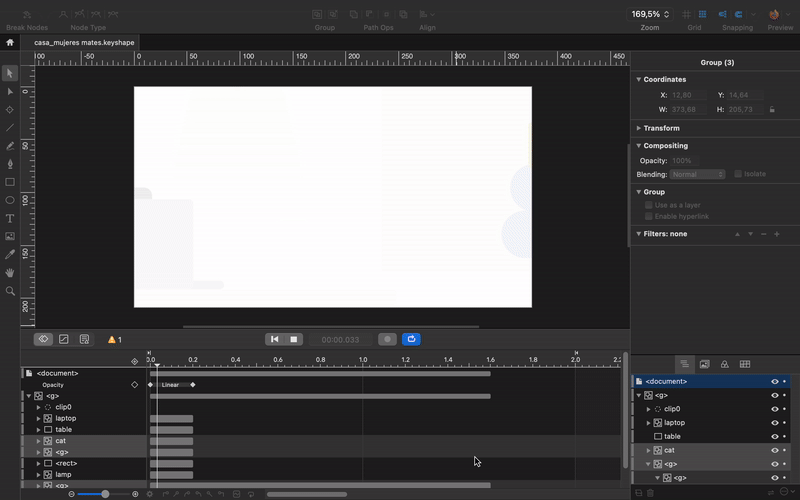 169,5%
Break Nodes Node Type Group Path Ops Align Zoom Grid Snapping Preview
casa_mujeres mates.keyshape
00 -50 0 50 100 150 200 250 300 350 400 450
0
50
100
150
200
Group (3)
Coordinates
X: 12,80 Y: 14,64
W: 373,68 H: 205,73
Transform
Compositing
Opacity: 100%
Blending: Normal Isolate
Group
Use as a layer
Enable hyperlink
Filters: none
1 00:00.033
0.0 0.2 0.4 0.6 0.8 1.0 1.2 1.4 1.6 1.8 2.0 2.2
<document>
Opacity Linear
<g>
clip0
laptop
table
cat
<g>
<rect>
lamp
<g>
<document>
<g>
clip0
laptop
table
cat
<g>
<g>